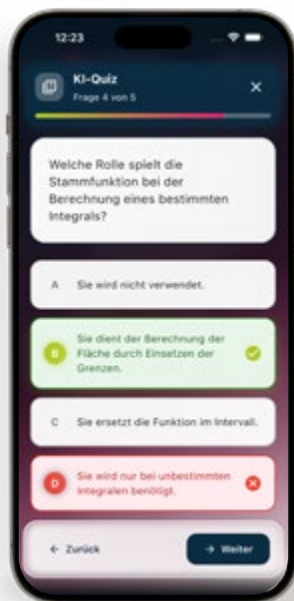 12:23
KI-Quiz
Frage 4 von 5
Welche Rolle spielt die
Stammfunktion bei der
Berechnung eines bestimmten
Integrals?
A Sie wird nicht verwendet.
B Sie dient der Berechnung der
Fläche durch Einsetzen der
Grenzen.
C Sie ersetzt die Funktion im Intervall.
D Sie wird nur bei unbestimmten
Integralen benötigt.
← Zurück → Weiter